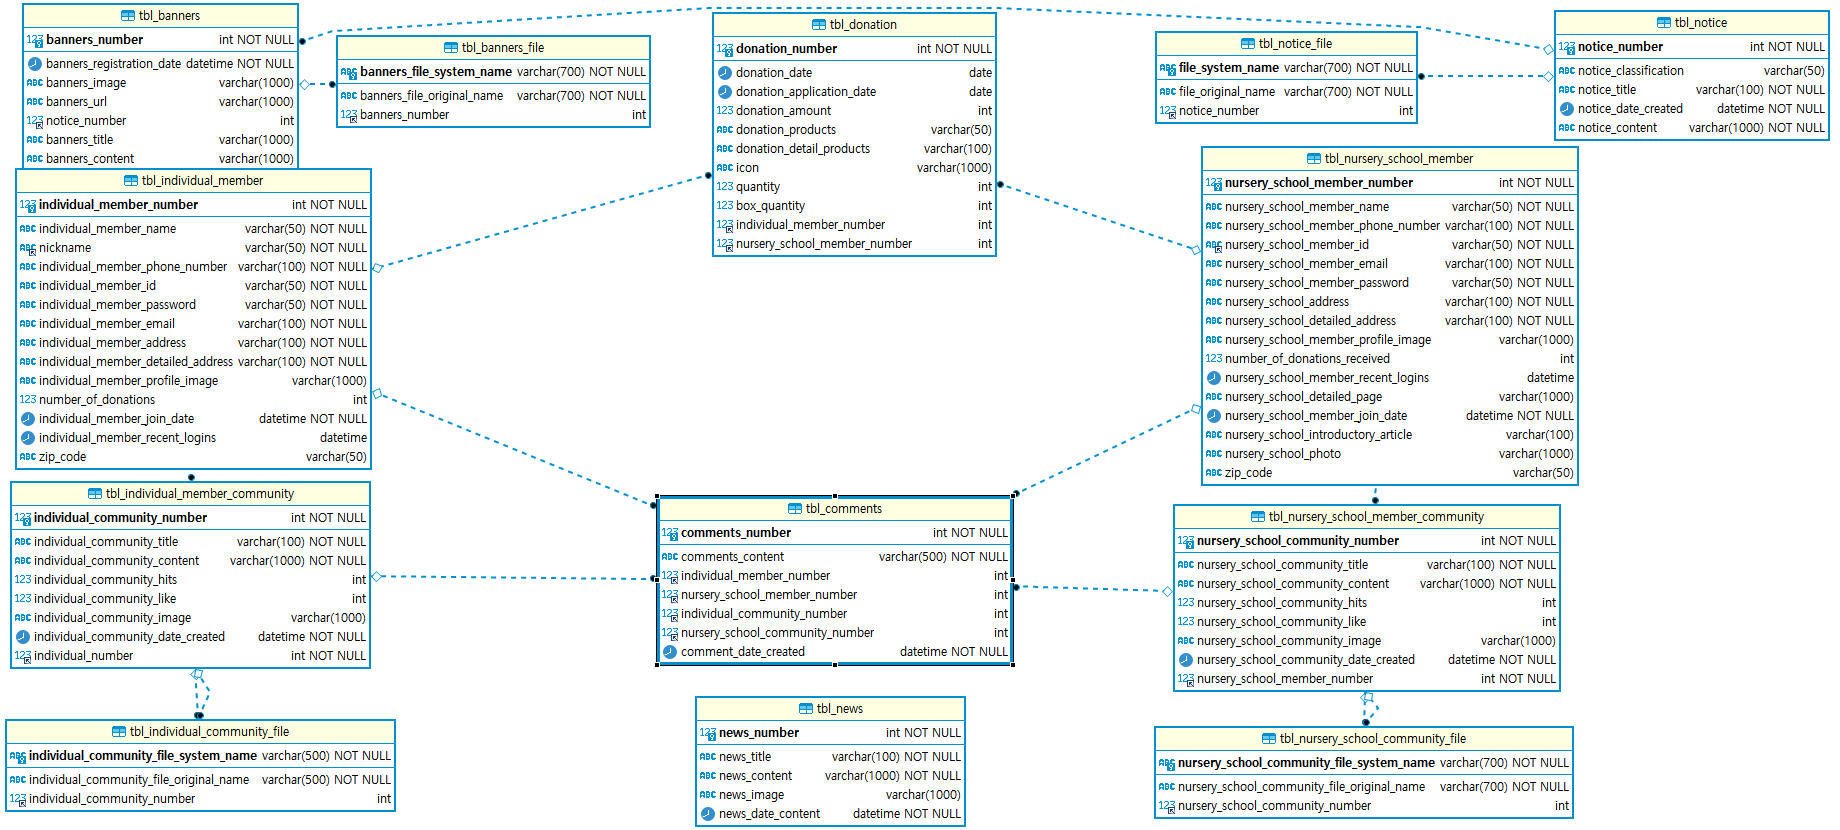 tbl_banners
banners_number int NOT NULL
banners_registration_date datetime NOT NULL
banners_image varchar(1000)
banners_url varchar(1000)
notice_number int
banners_title varchar(1000)
banners_content varchar(1000)
tbl_banners_file
banners_file_system_name varchar(700) NOT NULL
banners_file_original_name varchar(700) NOT NULL
banners_number int
tbl_donation
donation_number int NOT NULL
donation_date date
donation_application_date date
donation_amount int
donation_products varchar(50)
donation_detail_products varchar(100)
icon varchar(1000)
quantity int
box_quantity int
individual_member_number int
nursery_school_member_number int
tbl_notice_file
file_system_name varchar(700) NOT NULL
file_original_name varchar(700) NOT NULL
notice_number int
tbl_notice
notice_number int NOT NULL
notice_classification varchar(50)
notice_title varchar(100) NOT NULL
notice_date_created datetime NOT NULL
notice_content varchar(1000) NOT NULL
tbl_individual_member
individual_member_number int NOT NULL
individual_member_name varchar(50) NOT NULL
nickname varchar(50) NOT NULL
individual_member_phone_number varchar(100) NOT NULL
individual_member_id varchar(50) NOT NULL
individual_member_password varchar(50) NOT NULL
individual_member_email varchar(100) NOT NULL
individual_member_address varchar(100) NOT NULL
individual_member_detailed_address varchar(100) NOT NULL
individual_member_profile_image varchar(1000)
number_of_donations int
individual_member_join_date datetime NOT NULL
individual_member_recent_logins datetime
zip_code varchar(50)
tbl_nursery_school_member
nursery_school_member_number int NOT NULL
nursery_school_member_name varchar(50) NOT NULL
nursery_school_member_phone_number varchar(100) NOT NULL
nursery_school_member_id varchar(50) NOT NULL
nursery_school_member_email varchar(100) NOT NULL
nursery_school_member_password varchar(50) NOT NULL
nursery_school_address varchar(100) NOT NULL
nursery_school_detailed_address varchar(100) NOT NULL
nursery_school_member_profile_image varchar(1000)
number_of_donations_received int
nursery_school_member_recent_logins datetime
nursery_school_detailed_page varchar(1000)
nursery_school_member_join_date datetime NOT NULL
nursery_school_introductory_article varchar(100)
nursery_school_photo varchar(1000)
zip_code varchar(50)
tbl_individual_member_community
individual_community_number int NOT NULL
individual_community_title varchar(100) NOT NULL
individual_community_content varchar(1000) NOT NULL
individual_community_hits int
individual_community_like int
individual_community_image varchar(1000)
individual_community_date_created datetime NOT NULL
individual_number int NOT NULL
tbl_comments
comments_number int NOT NULL
comments_content varchar(500) NOT NULL
individual_member_number int
nursery_school_member_number int
individual_community_number int
nursery_school_community_number int
comment_date_created datetime NOT NULL
tbl_nursery_school_member_community
nursery_school_community_number int NOT NULL
nursery_school_community_title varchar(100) NOT NULL
nursery_school_community_content varchar(1000) NOT NULL
nursery_school_community_hits int
nursery_school_community_like int
nursery_school_community_image varchar(1000)
nursery_school_community_date_created datetime NOT NULL
nursery_school_member_number int NOT NULL
tbl_individual_community_file
individual_community_file_system_name varchar(500) NOT NULL
individual_community_file_original_name varchar(500) NOT NULL
individual_community_number int
tbl_news
news_number int NOT NULL
news_title varchar(100) NOT NULL
news_content varchar(1000) NOT NULL
news_image varchar(1000)
news_date_content datetime NOT NULL
tbl_nursery_school_community_file
nursery_school_community_file_system_name varchar(700) NOT NULL
nursery_school_community_file_original_name varchar(700) NOT NULL
nursery_school_community_number int